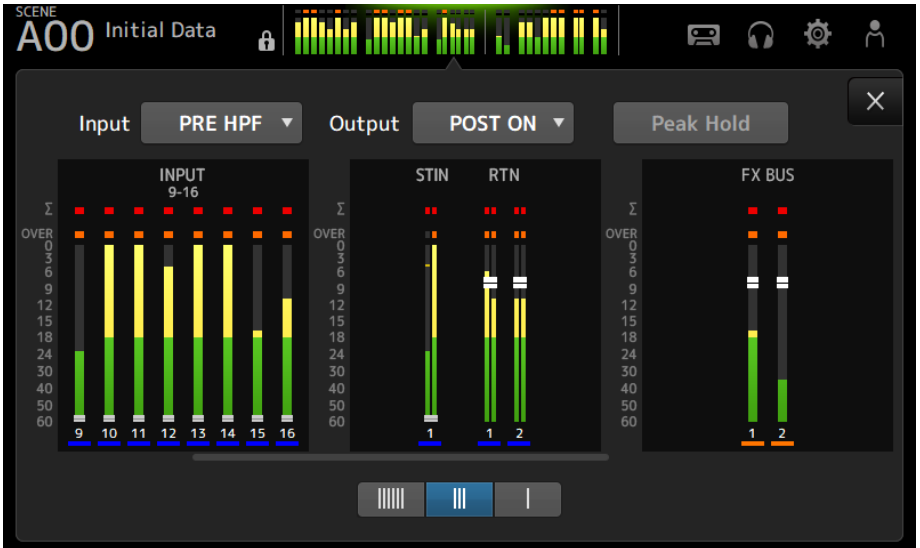 SCENE
A00 Initial Data
Input PRE HPF Output POST ON Peak Hold
INPUT
9-16
Σ
OVER
0
3
6
9
12
15
18
24
30
40
50
60
9 10 11 12 13 14 15 16
STIN RTN
Σ
OVER
0
3
6
9
12
15
18
24
30
40
50
60
1 1 2
FX BUS
Σ
OVER
0
3
6
9
12
15
18
24
30
40
50
60
1 2